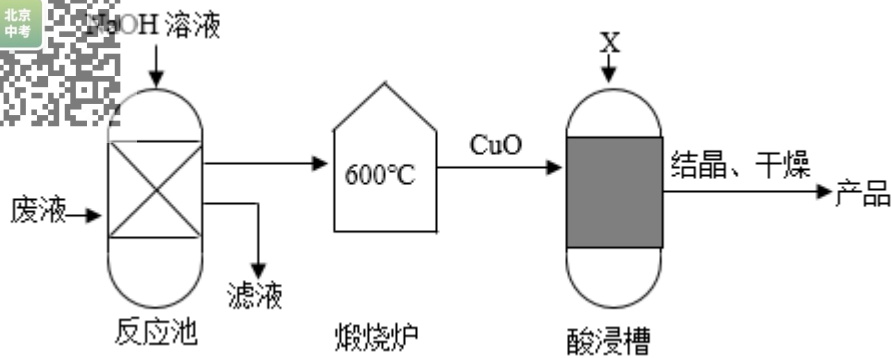 北京
中考
NaOH 溶液
X
CuO
600℃
结晶、干燥
产品
废液
滤液
反应池
煅烧炉
酸浸槽